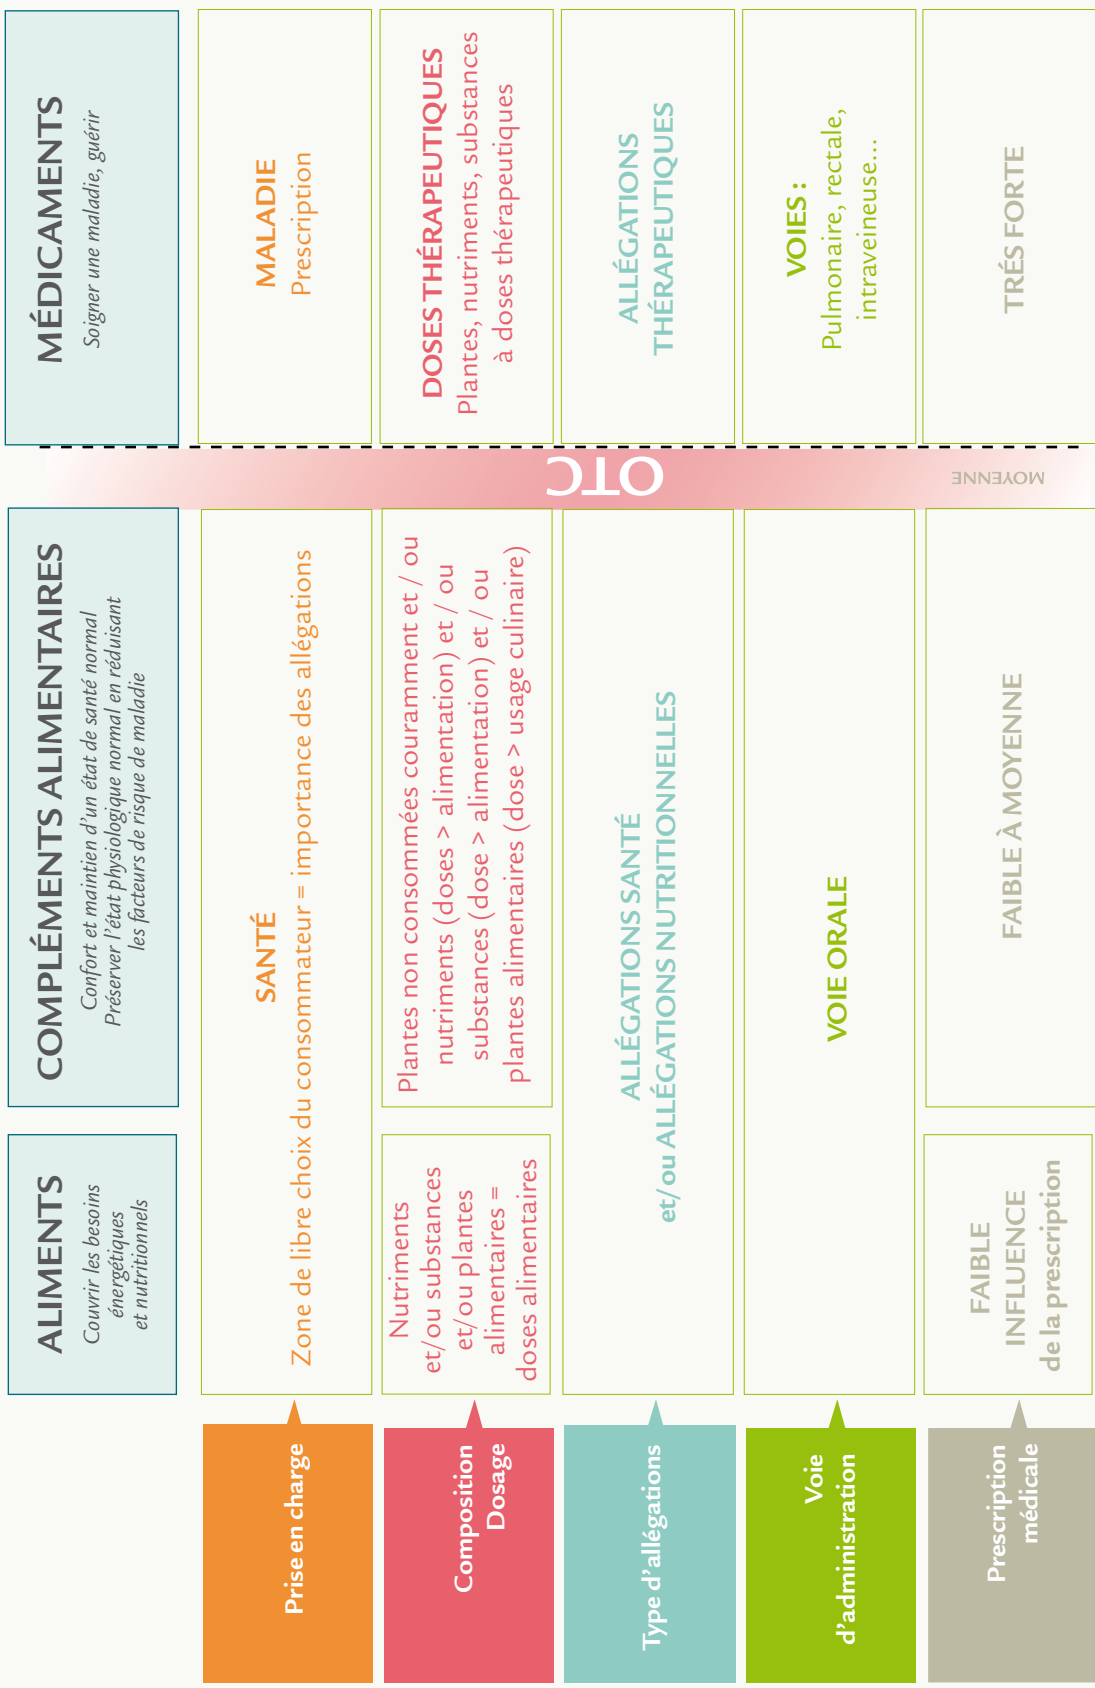 ALIMENTS
Couvrir les besoins
énergétiques
et nutritionnels
COMPLÉMENTS ALIMENTAIRES
Confort et maintien d'un état de santé normal
Préserver l'état physiologique normal en réduisant
les facteurs de risque de maladie
MÉDICAMENTS
Soigner une maladie, guérir
Prise en charge
SANTÉ
Zone de libre choix du consommateur = importance des allégations
MALADIE
Prescription
Composition
Dosage
Nutriments
et/ou substances
et/ou plantes
alimentaires =
doses alimentaires
Plantes non consommées couramment et / ou
nutriments (doses > alimentation) et / ou
substances (dose > alimentation) et / ou
plantes alimentaires (dose > usage culinaire)
DOSES THÉRAPEUTIQUES
Plantes, nutriments, substances
à doses thérapeutiques
Type d'allégations
ALLÉGATIONS SANTÉ
et/ou ALLÉGATIONS NUTRITIONNELLES
OTC
ALLÉGATIONS
THÉRAPEUTIQUES
Voie
d'administration
VOIE ORALE
VOIES :
Pulmonaire, rectale,
intraveineuse...
Prescription
médicale
FAIBLE
INFLUENCE
de la prescription
FAIBLE À MOYENNE
MOYENNE
TRÉS FORTE